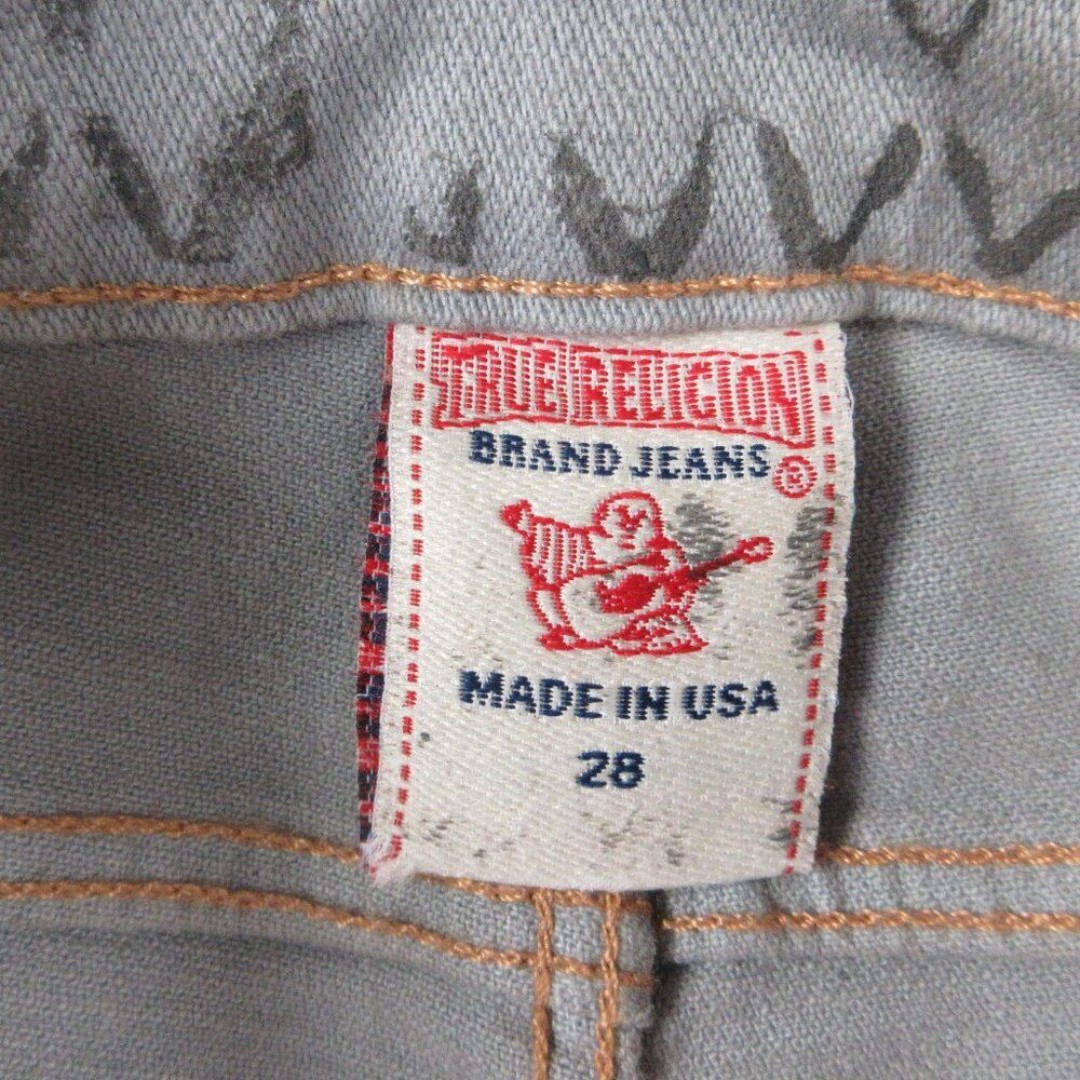 TRUE RELIGION
BRAND JEANS
®
MADE IN USA
28